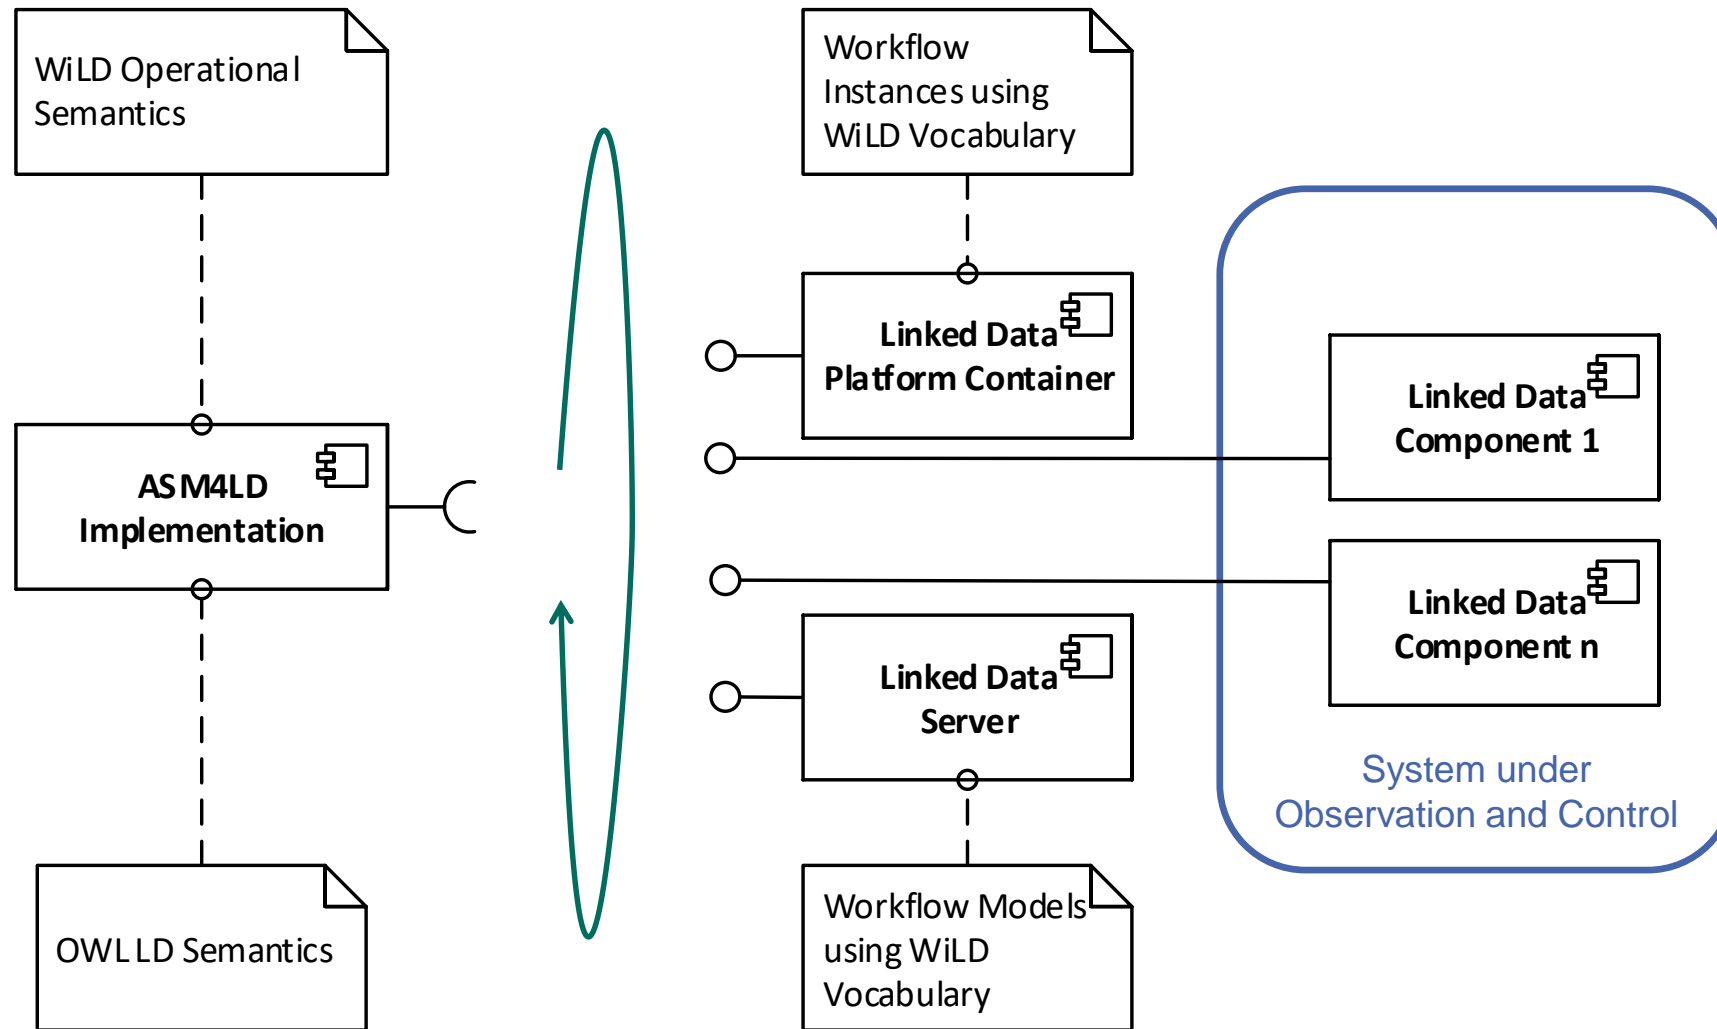 WiLD Operational
Semantics
Workflow
Instances using
WiLD Vocabulary
Linked Data
Platform Container
Linked Data
Component 1
ASM4LD
Implementation
Linked Data
Component n
Linked Data
Server
System under
Observation and Control
OWL LD Semantics
Workflow Models
using WiLD
Vocabulary